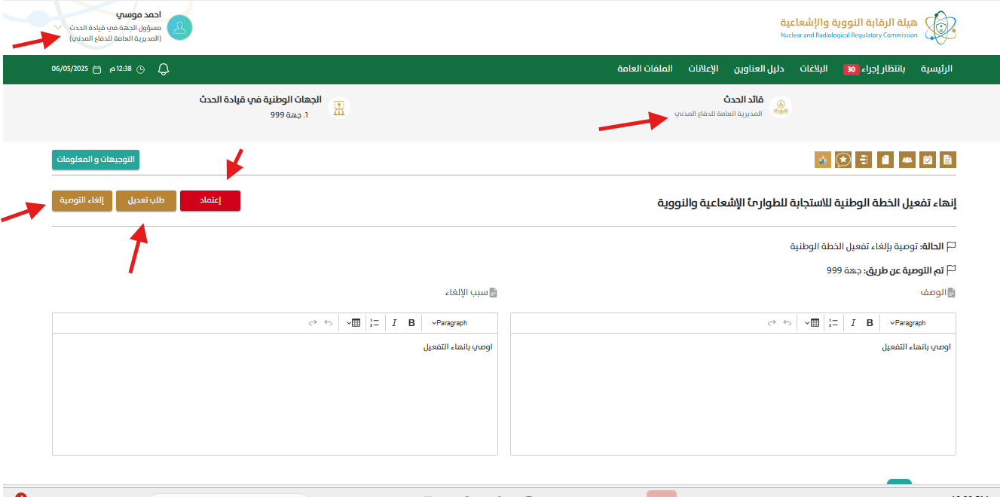 هيئة الرقابة النووية والإشعاعية
Nuclear and Radiological Regulatory Commission
احمد موسي
مسؤول الجهة في قيادة الحدث
(المديرية العامة للدفاع المدني)
الرئيسية
بانتظار إجراء 30
البلاغات
دليل العناوين
الإعلانات
الملفات العامة
12:38 م
06/05/2025
قائد الحدث
المديرية العامة للدفاع المدني
الجهات الوطنية في قيادة الحدث
1. جهة 999
التوجيهات و المعلومات
إنهاء تفعيل الخطة الوطنية للاستجابة للطوارئ الإشعاعية والنووية
إعتماد
طلب تعديل
إلغاء التوصية
الحالة: توصية بإلغاء تفعيل الخطة الوطنية
تم التوصية عن طريق: جهة 999
الوصف
Paragraph
B I
اوصي بانهاء التفعيل
سبب الإلغاء
Paragraph
B I
اوصي بانهاء التفعيل